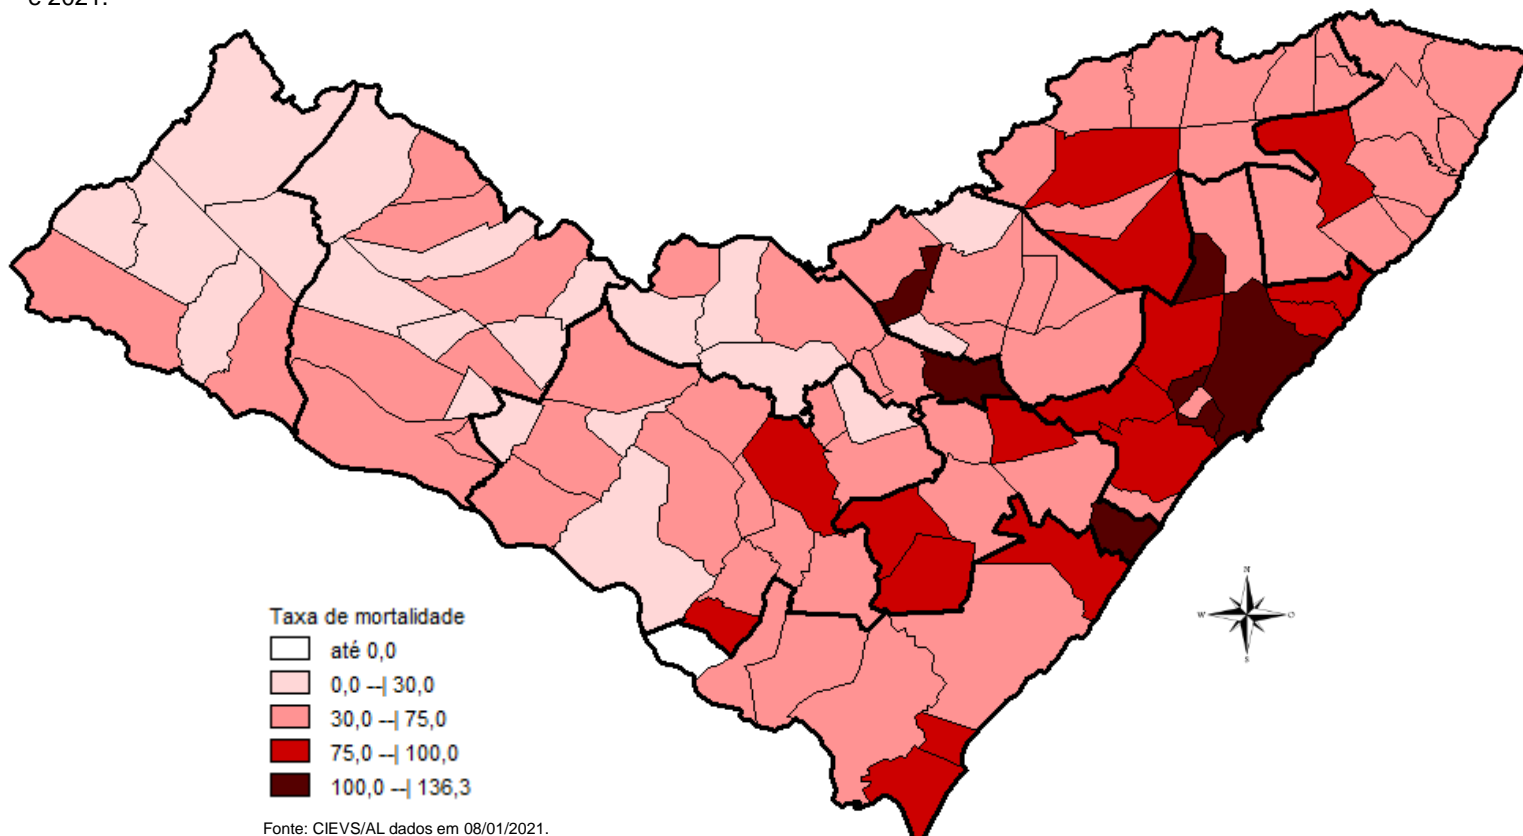 e 2021.
N
W
O
S
Taxa de mortalidade
até 0,0
0,0 --| 30,0
30,0 --| 75,0
75,0 --| 100,0
100,0 --| 136,3
Fonte: CIEVS/AL dados em 08/01/2021.